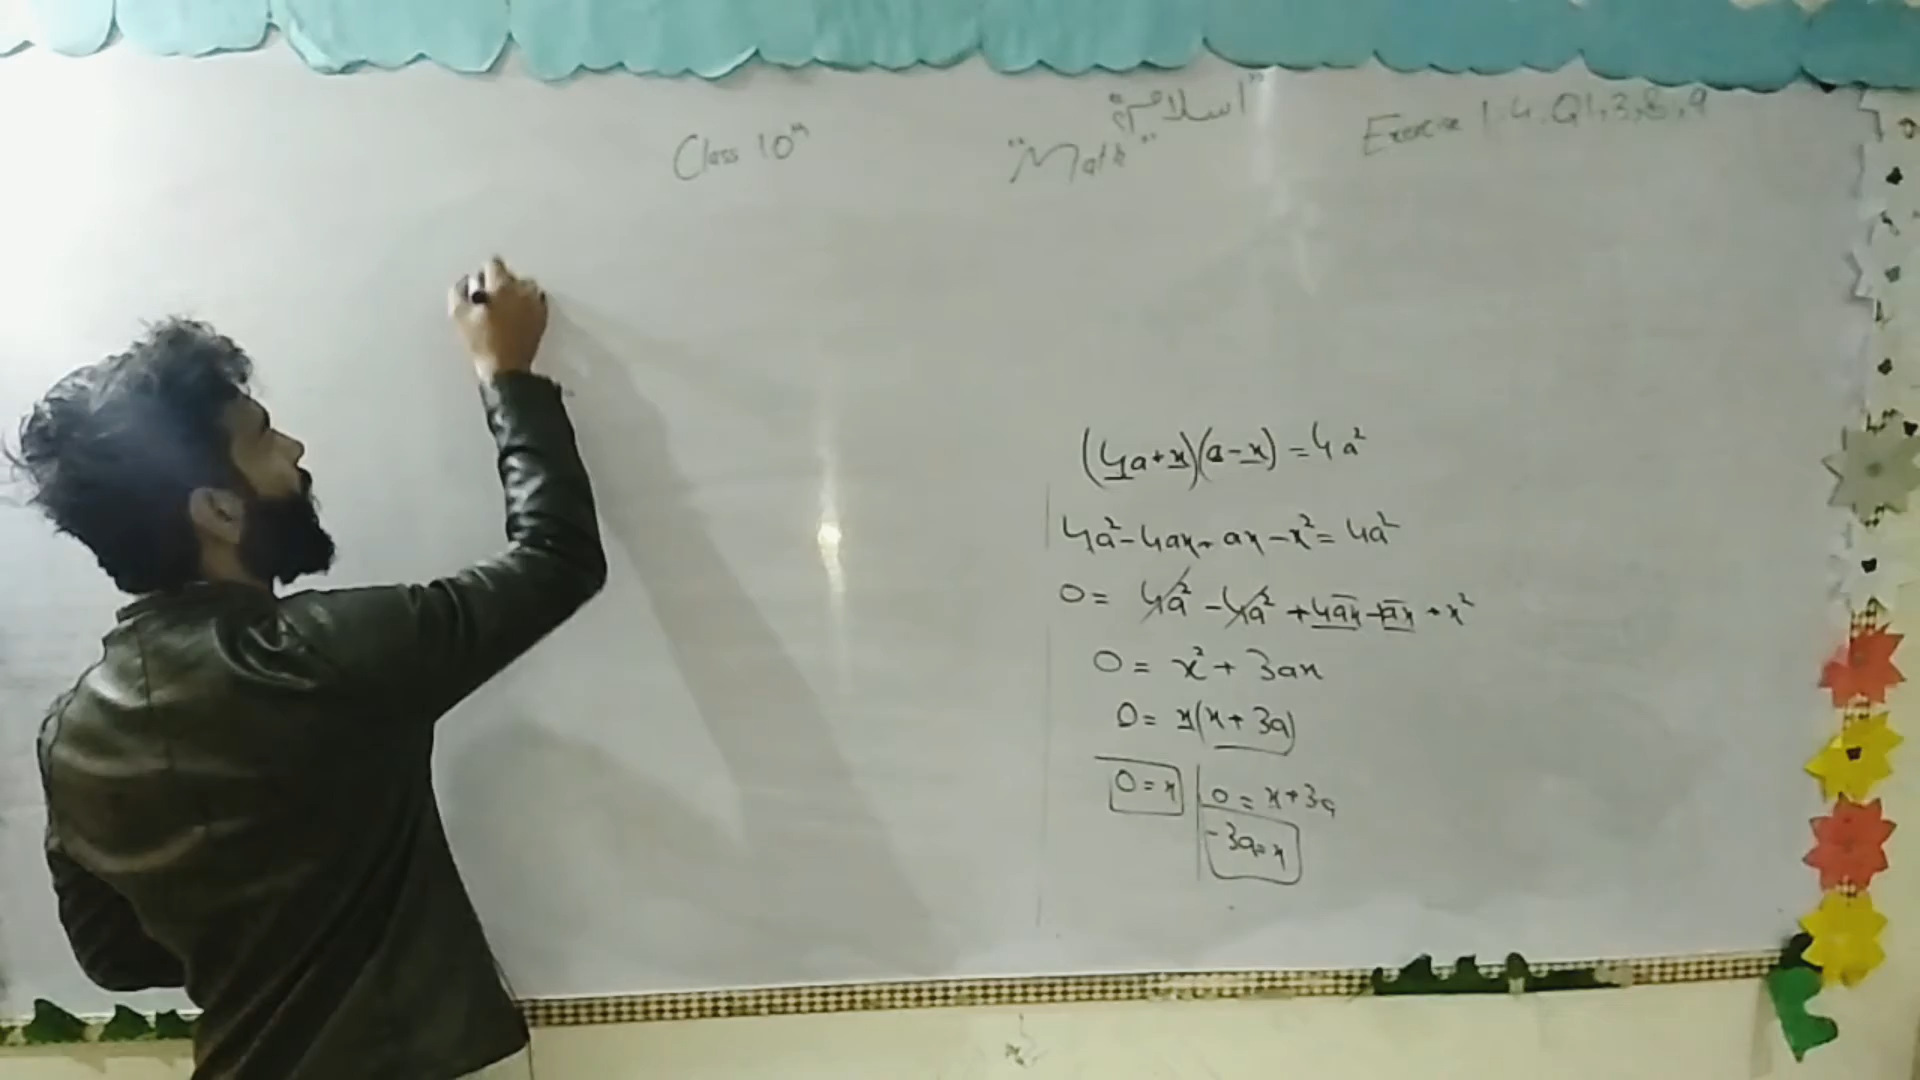 "اسلام"
Class 10th "Math" Exercise 1.4, Q1,3,8,9
(4a+x)(a-x) = 4a²
4a²-4ax+ax-x² = 4a²
0 = 4a² - 4a² + 4ax - ax + x²
0 = x² + 3ax
0 = x(x + 3a)
0 = x | 0 = x + 3a
-3a = x